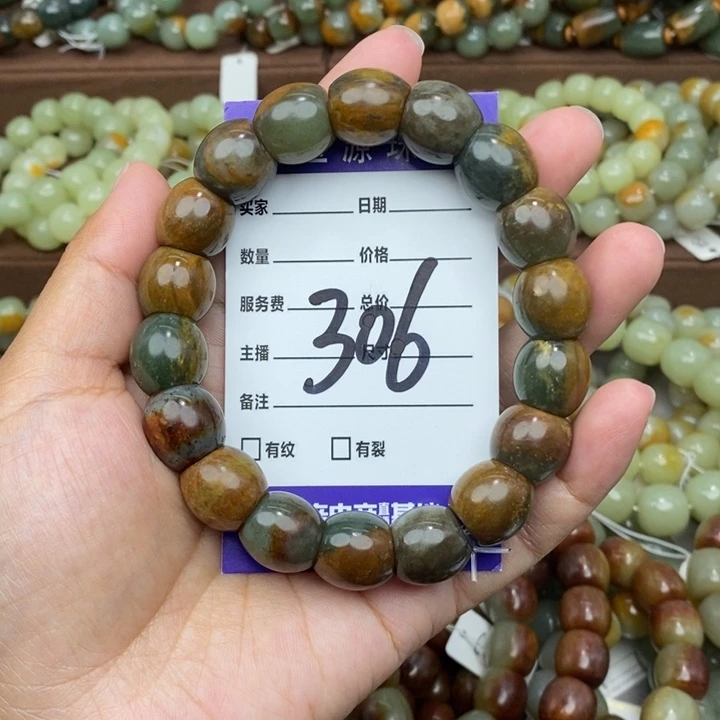 买家 日期
数量 价格
服务费 总价
306
主播 尺寸
备注
有纹 有裂